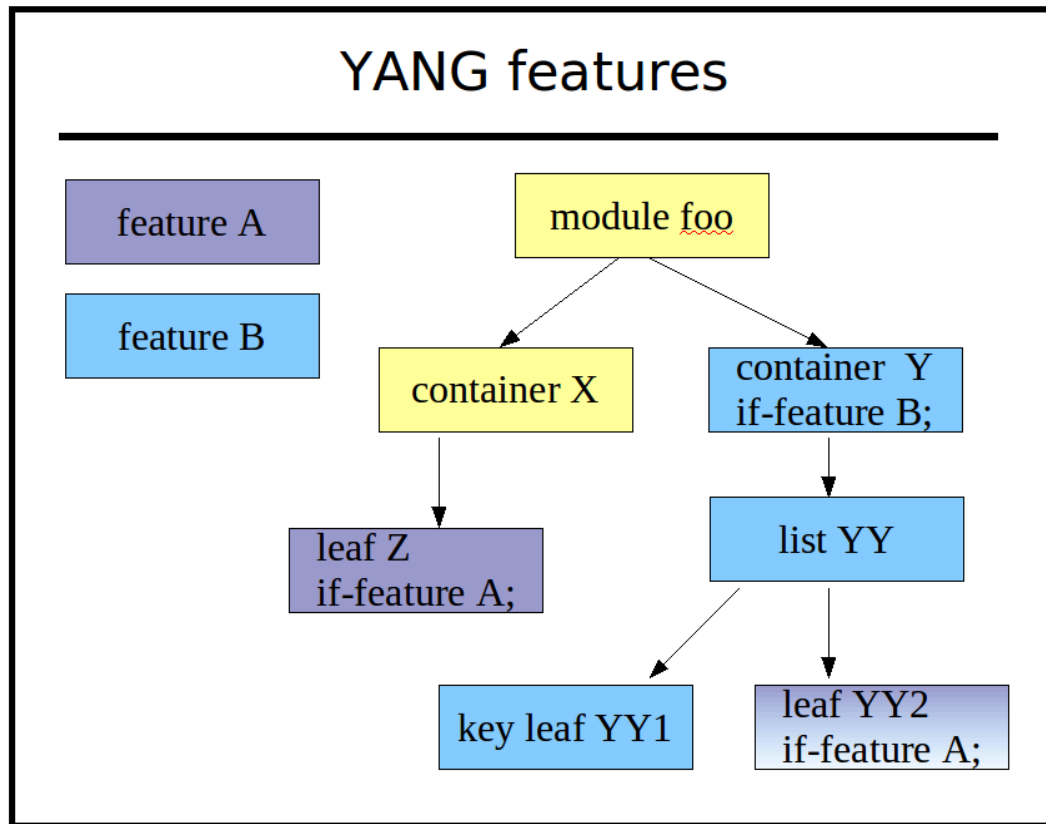 YANG features
feature A
module foo
feature B
container X
container Y
if-feature B;
leaf Z
if-feature A;
list YY
key leaf YY1
leaf YY2
if-feature A;